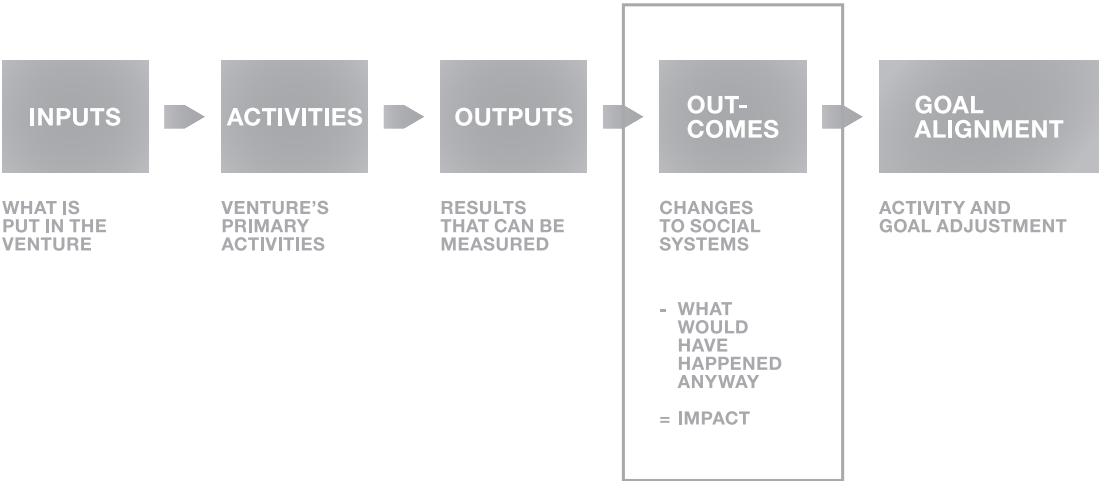 INPUTS
ACTIVITIES
OUTPUTS
OUT-
COMES
GOAL
ALIGNMENT
WHAT IS
PUT IN THE
VENTURE
VENTURE'S
PRIMARY
ACTIVITIES
RESULTS
THAT CAN BE
MEASURED
CHANGES
TO SOCIAL
SYSTEMS
- WHAT
WOULD
HAVE
HAPPENED
ANYWAY
= IMPACT
ACTIVITY AND
GOAL ADJUSTMENT